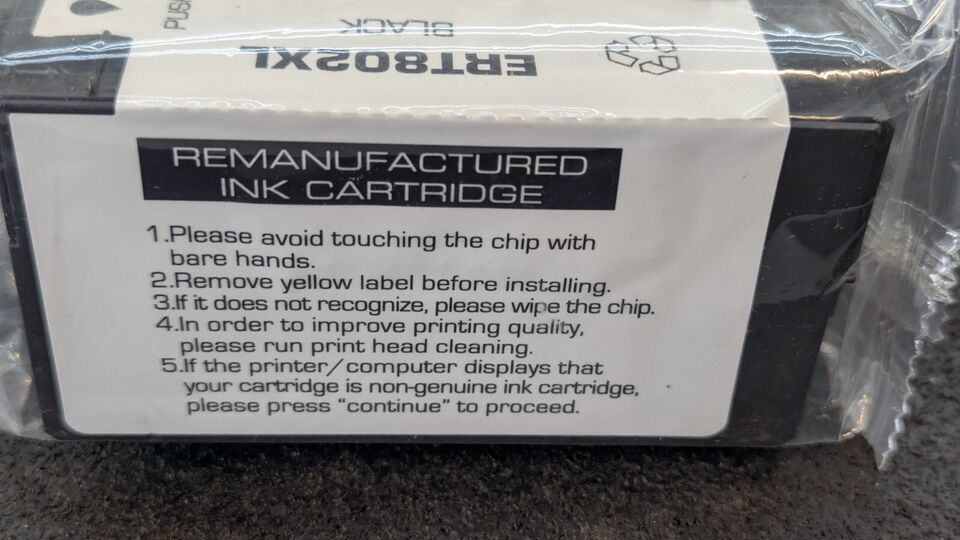 PUSH
BLACK
ERT802XL
REMANUFACTURED
INK CARTRIDGE
1.Please avoid touching the chip with
bare hands.
2.Remove yellow label before installing.
3.If it does not recognize, please wipe the chip.
4.In order to improve printing quality,
please run print head cleaning.
5.If the printer/computer displays that
your cartridge is non-genuine ink cartridge,
please press “continue” to proceed.